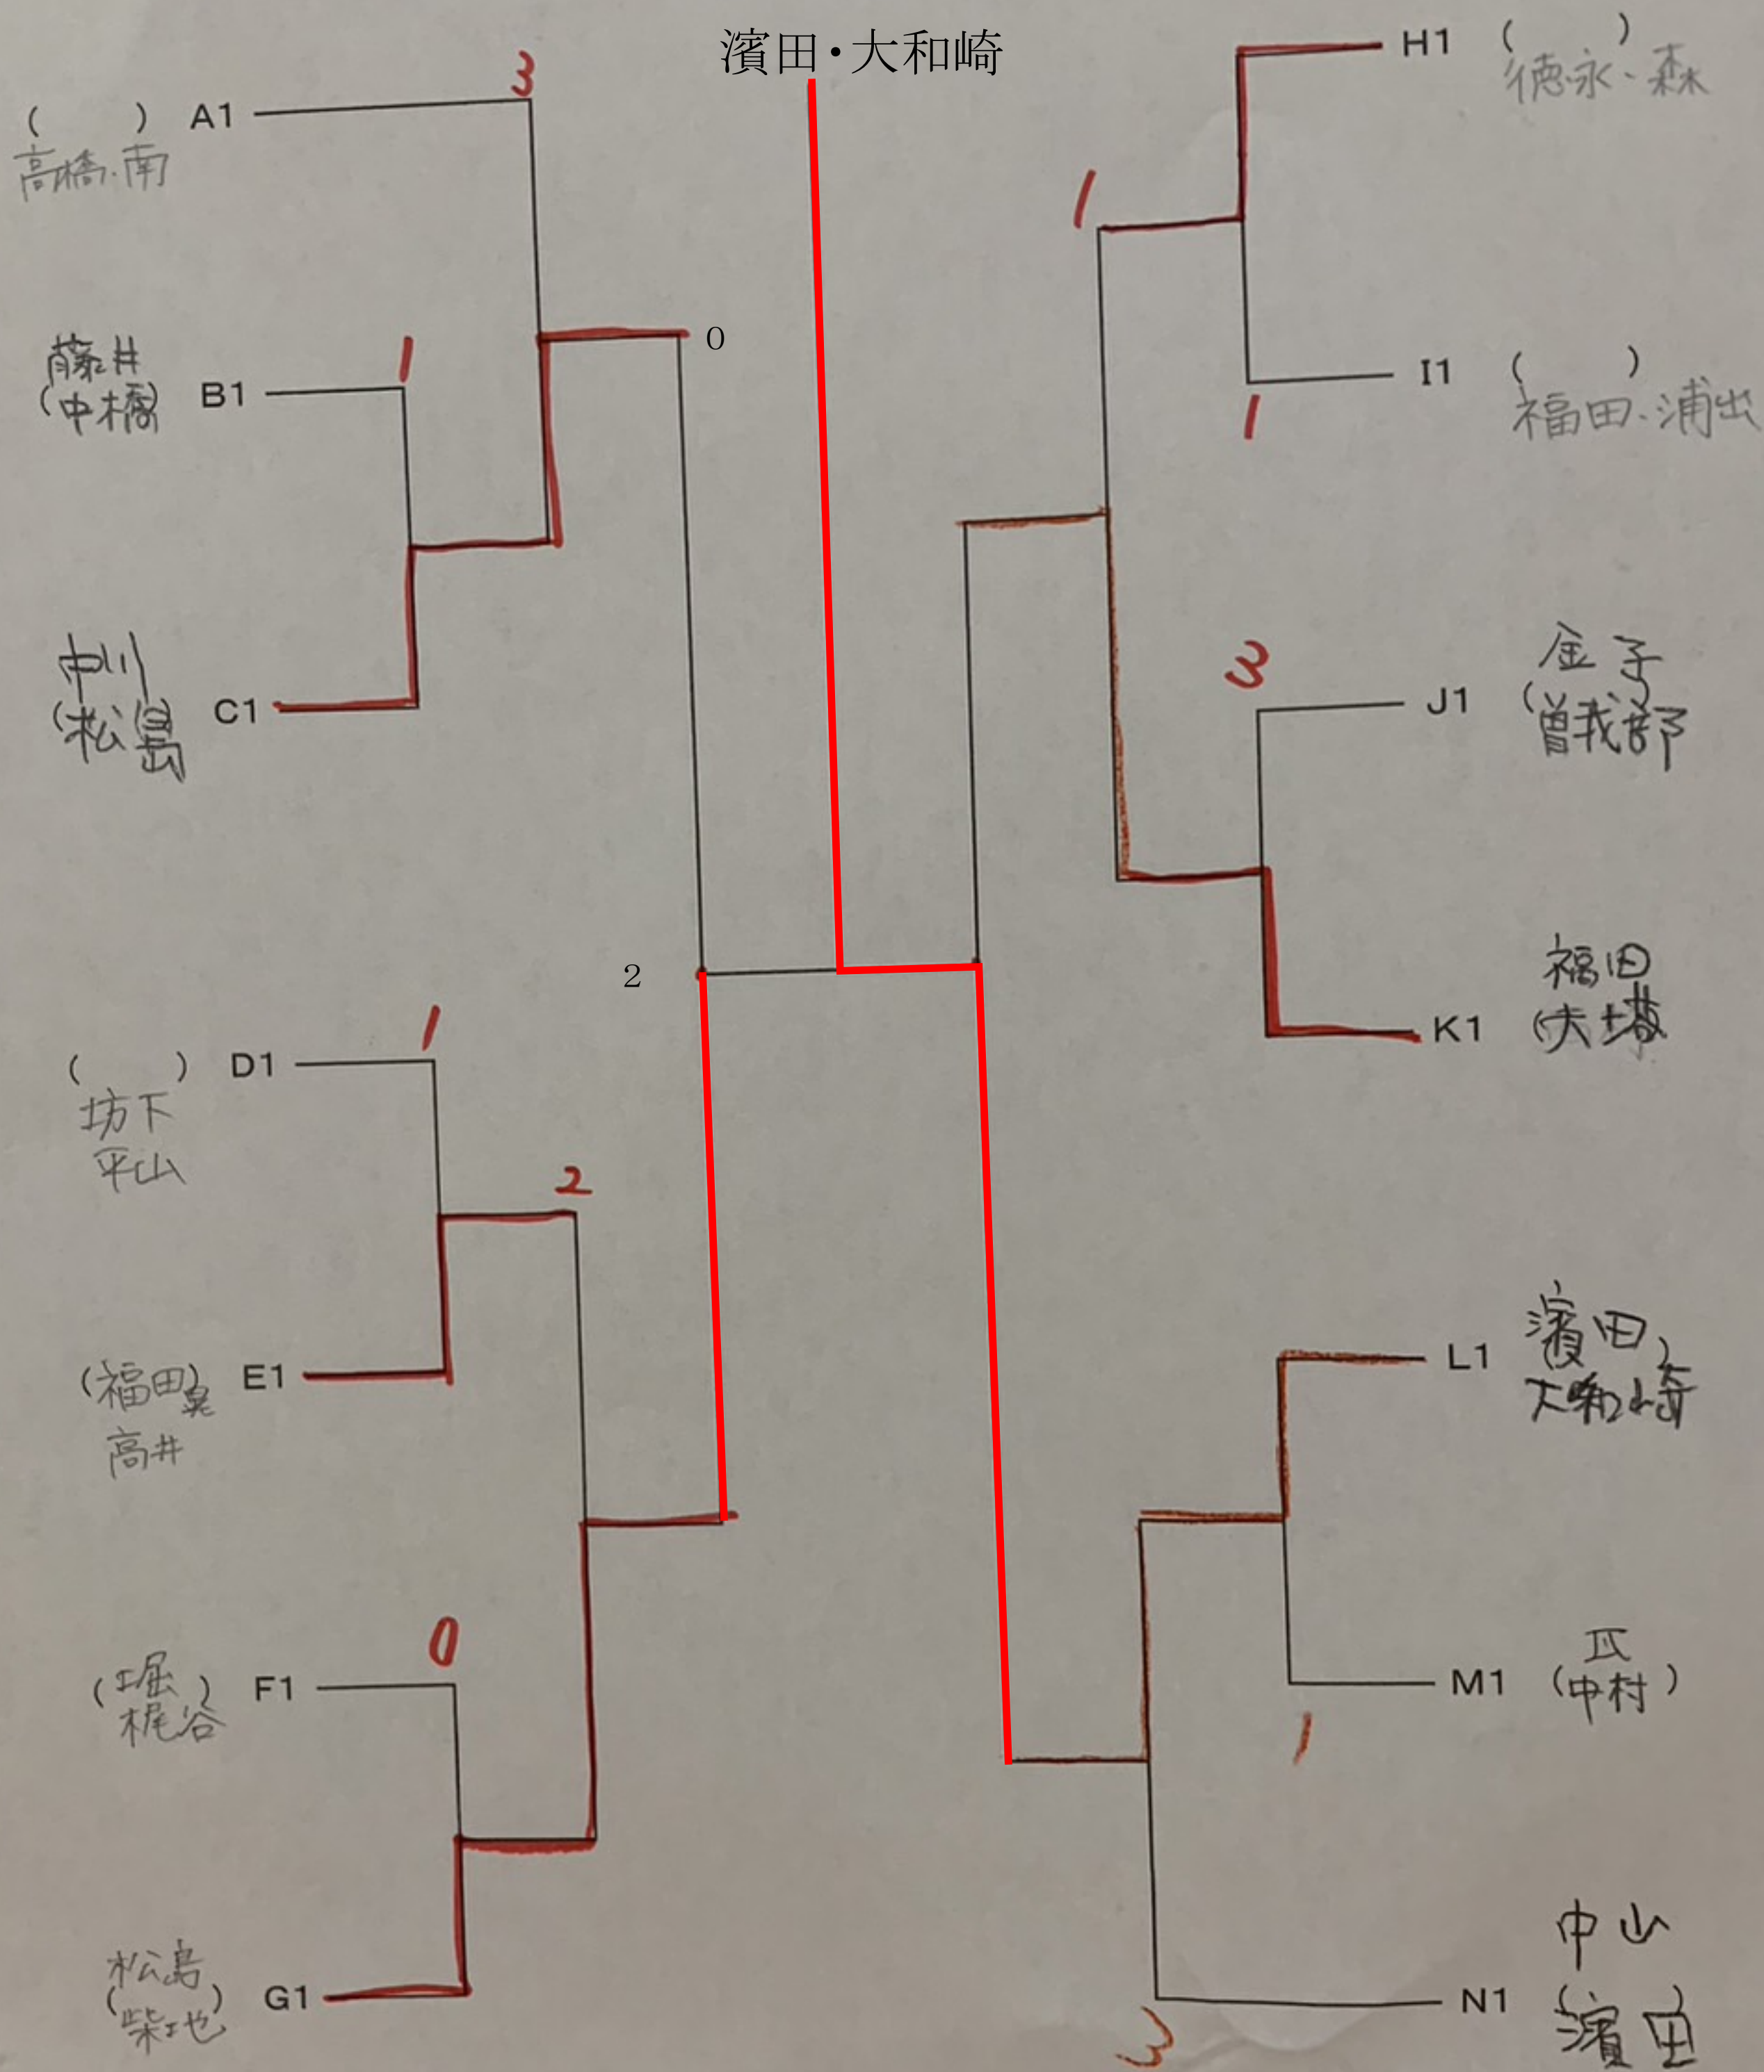 濱田・大和崎
3
( ) A1
高橋・南
0
藤井
(中橋) B1
1
中川
(松島) C1
2
( ) D1
坊下
平山
1
2
(福田晃) E1
高井
0
(堀) F1
梶谷
松島
(柴地) G1
H1 ( )
徳永・森
1
I1 ( )
福田・浦出
1
3
J1 金子
(曽我部)
K1 福田
L1 濱田、
大和崎
M1 (中村)
1
N1 中山
(濱田)
3